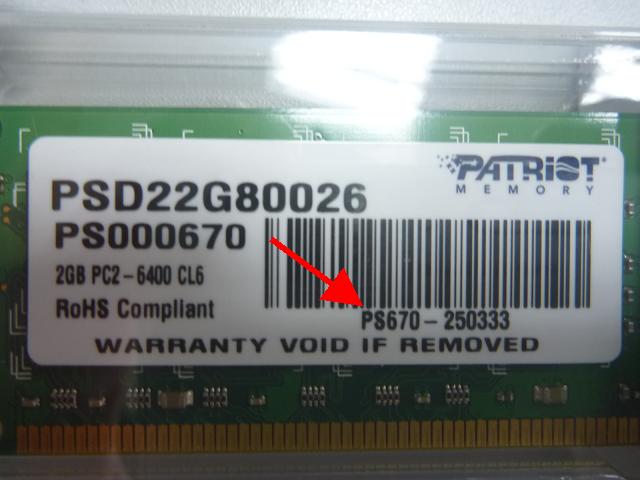 PATRIOT
MEMORY
PSD22G80026
PS000670
2GB PC2-6400 CL6
RoHS Compliant
PS670-250333
WARRANTY VOID IF REMOVED